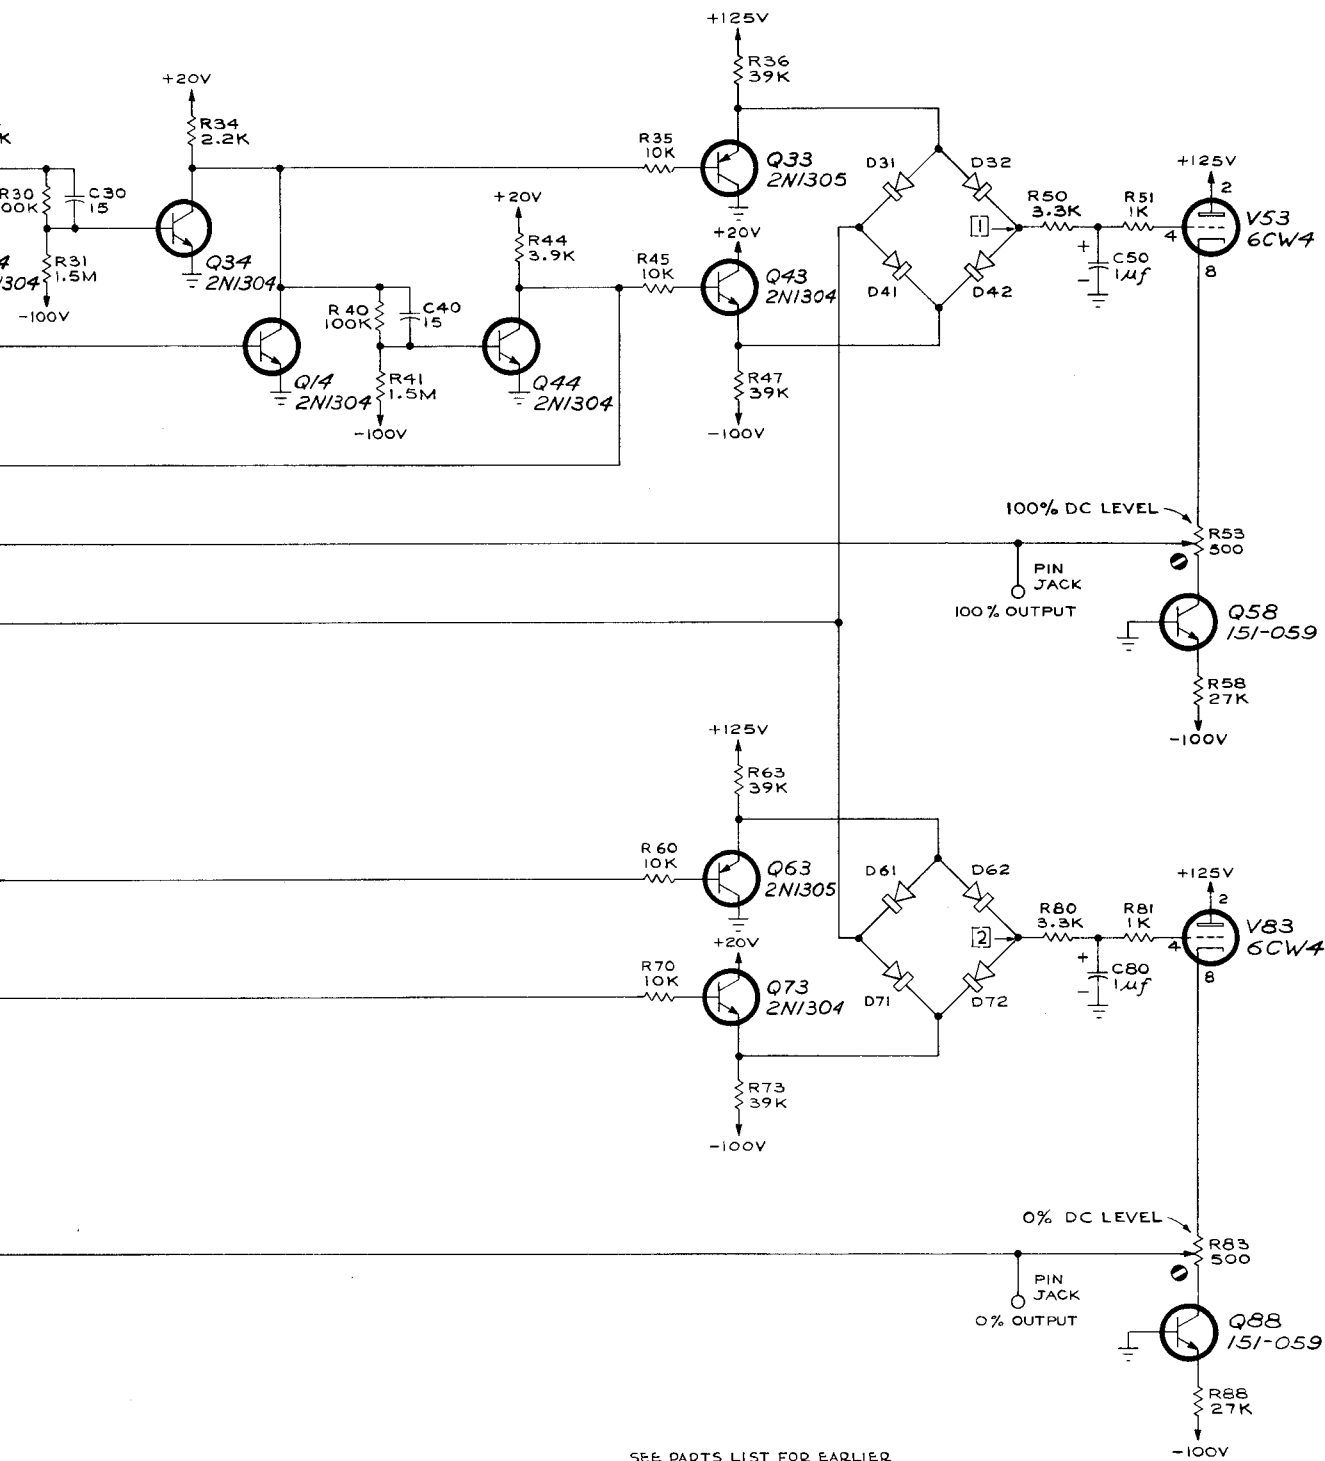 +125V
R36
39K
+20V
R34
2.2K
K
R35
10K
Q33
2N1305
D31
D32
+125V
2
R30
00K
C30
15
+20V
R50
3.3K
R51
1K
V53
6CW4
4
8
1
+20V
R31
1.5M
Q34
2N1304
4
1304
-100V
R44
3.9K
R45
10K
Q43
2N1304
D41
D42
+
-
C50
1µf
R40
100K
C40
15
Q14
2N1304
R41
1.5M
-100V
Q44
2N1304
R47
39K
-100V
100% DC LEVEL
R53
500
PIN
JACK
100% OUTPUT
Q58
151-059
R58
27K
-100V
+125V
R63
39K
R60
10K
Q63
2N1305
D61
D62
+125V
2
R80
3.3K
R81
1K
V83
6CW4
4
8
2
+20V
R70
10K
Q73
2N1304
D71
D72
+
-
C80
1µf
R73
39K
-100V
0% DC LEVEL
R83
500
PIN
JACK
0% OUTPUT
Q88
151-059
R88
27K
-100V
SEE PARTS LIST FOR EARLIER